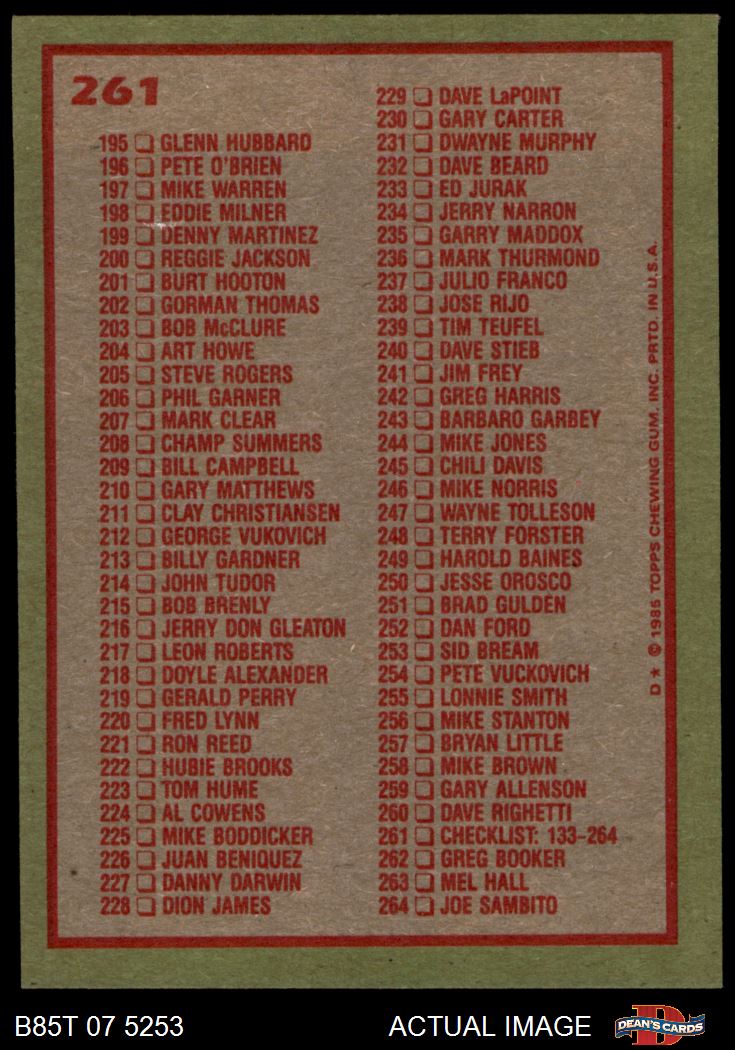 261
195 GLENN HUBBARD
196 PETE O'BRIEN
197 MIKE WARREN
198 EDDIE MILNER
199 DENNY MARTINEZ
200 REGGIE JACKSON
201 BURT HOOTON
202 GORMAN THOMAS
203 BOB McCLURE
204 ART HOWE
205 STEVE ROGERS
206 PHIL GARNER
207 MARK CLEAR
208 CHAMP SUMMERS
209 BILL CAMPBELL
210 GARY MATTHEWS
211 CLAY CHRISTIANSEN
212 GEORGE VUKOVICH
213 BILLY GARDNER
214 JOHN TUDOR
215 BOB BRENLY
216 JERRY DON GLEATON
217 LEON ROBERTS
218 DOYLE ALEXANDER
219 GERALD PERRY
220 FRED LYNN
221 RON REED
222 HUBIE BROOKS
223 TOM HUME
224 AL COWENS
225 MIKE BODDICKER
226 JUAN BENIQUEZ
227 DANNY DARWIN
228 DION JAMES
229 DAVE LaPOINT
230 GARY CARTER
231 DWAYNE MURPHY
232 DAVE BEARD
233 ED JURAK
234 JERRY NARRON
235 GARRY MADDOX
236 MARK THURMOND
237 JULIO FRANCO
238 JOSE RIJO
239 TIM TEUFEL
240 DAVE STIEB
241 JIM FREY
242 GREG HARRIS
243 BARBARO GARBEY
244 MIKE JONES
245 CHILI DAVIS
246 MIKE NORRIS
247 WAYNE TOLLESON
248 TERRY FORSTER
249 HAROLD BAINES
250 JESSE OROSCO
251 BRAD GULDEN
252 DAN FORD
253 SID BREAM
254 PETE VUCKOVICH
255 LONNIE SMITH
256 MIKE STANTON
257 BRYAN LITTLE
258 MIKE BROWN
259 GARY ALLENSON
260 DAVE RIGHETTI
261 CHECKLIST: 133-264
262 GREG BOOKER
263 MEL HALL
264 JOE SAMBITO
D * © 1985 TOPPS CHEWING GUM, INC. PRTD. IN U.S.A.
B85T 07 5253
ACTUAL IMAGE
DEAN'S CARDS